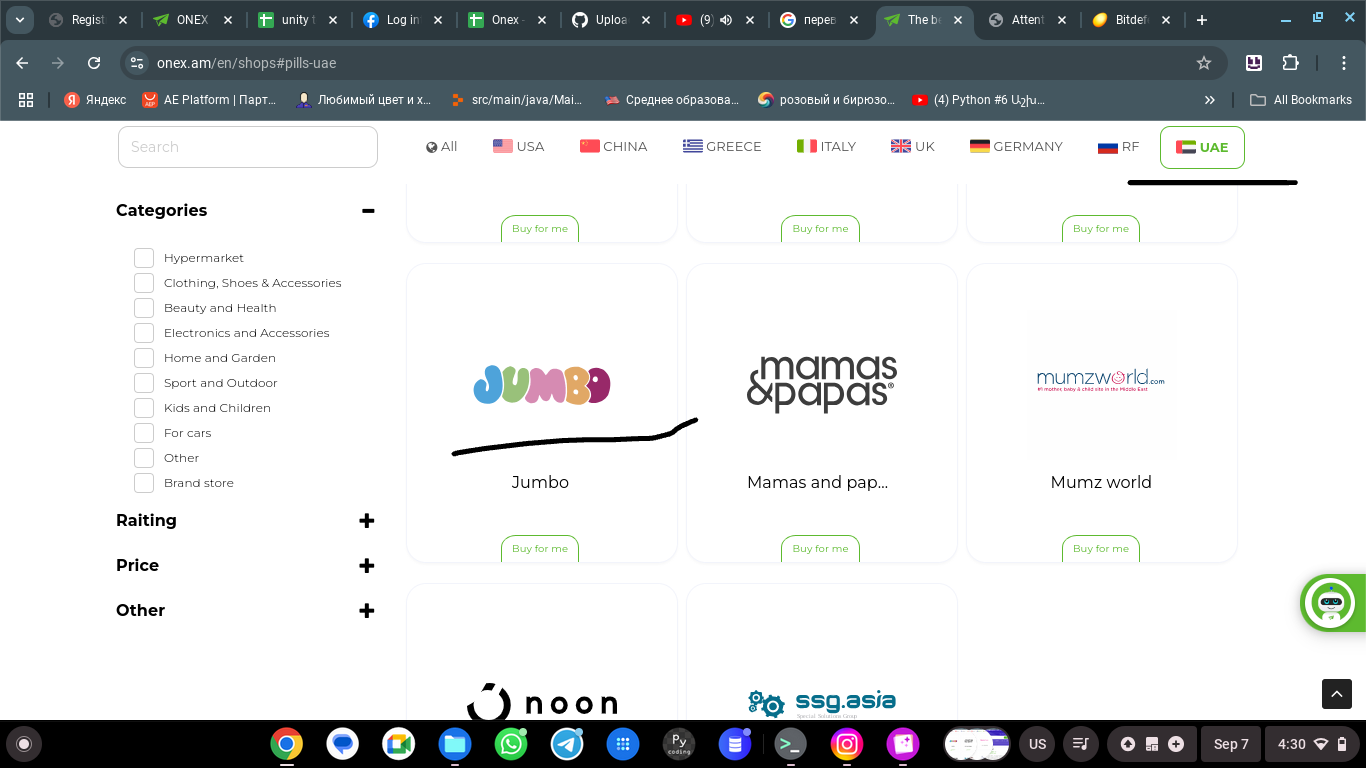 Registr
ONEX
unity t
Log in
Onex -
Uploa
(9)
перев
The be
Attent
Bitdefe
onex.am/en/shops#pills-uae
Яндекс
AE Platform | Парт...
Любимый цвет и х...
src/main/java/Mai...
Среднее образова...
розовый и бирюзо...
(4) Python #6 Աշխ...
All Bookmarks
Search
All
USA
CHINA
GREECE
ITALY
UK
GERMANY
RF
UAE
Categories
Hypermarket
Clothing, Shoes & Accessories
Beauty and Health
Electronics and Accessories
Home and Garden
Sport and Outdoor
Kids and Children
For cars
Other
Brand store
Raiting
Price
Other
Buy for me
Buy for me
Buy for me
JUMBO
mamas
&papas®
mumzworld.com
#1 mother, baby & child site in the Middle East
Jumbo
Mamas and pap...
Mumz world
Buy for me
Buy for me
Buy for me
noon
ssg.asia
Special Solutions Group
Py
coding
US
Sep 7
4:30